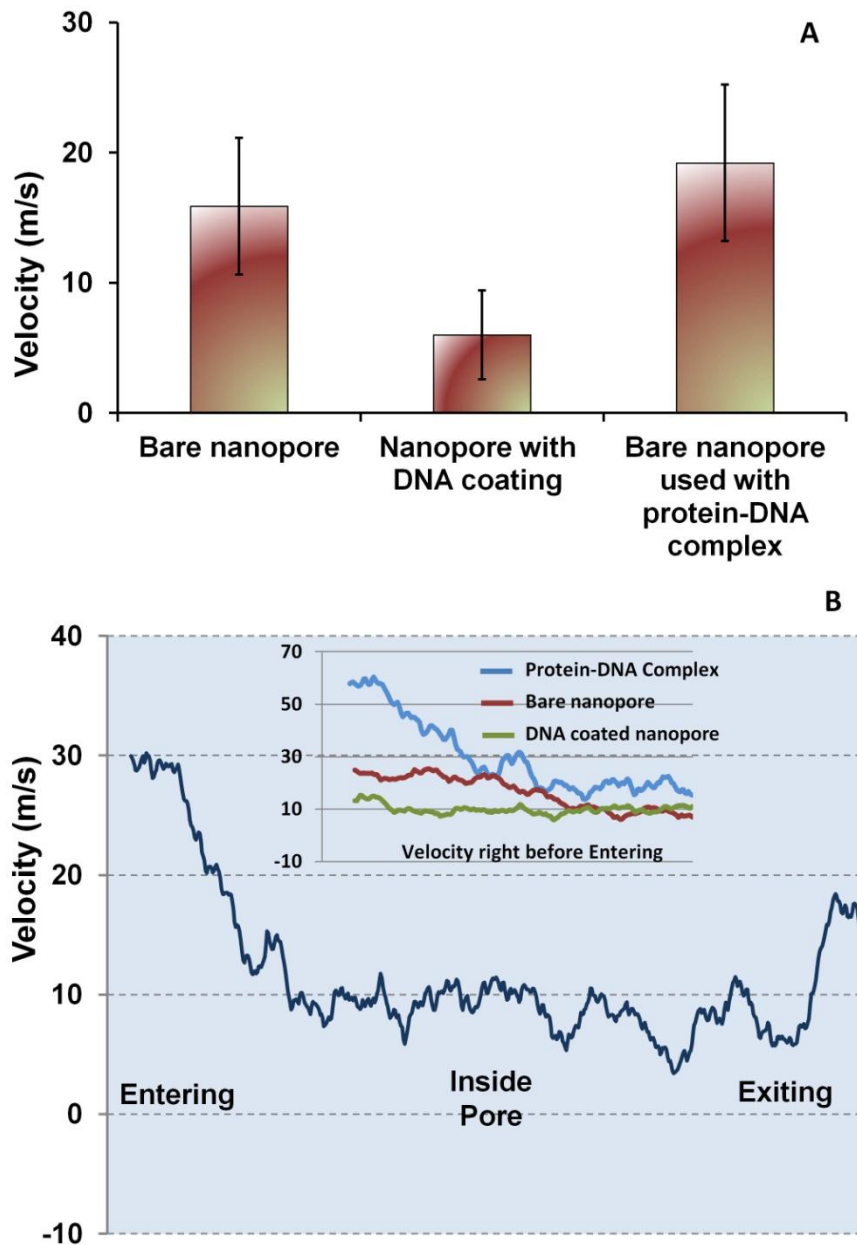 A
30
20
10
0
Velocity (m/s)
Bare nanopore
Nanopore with
DNA coating
Bare nanopore
used with
protein-DNA
complex
B
40
30
20
10
0
-10
Velocity (m/s)
70
50
30
10
-10
Protein-DNA Complex
Bare nanopore
DNA coated nanopore
Velocity right before Entering
Entering
Inside
Pore
Exiting